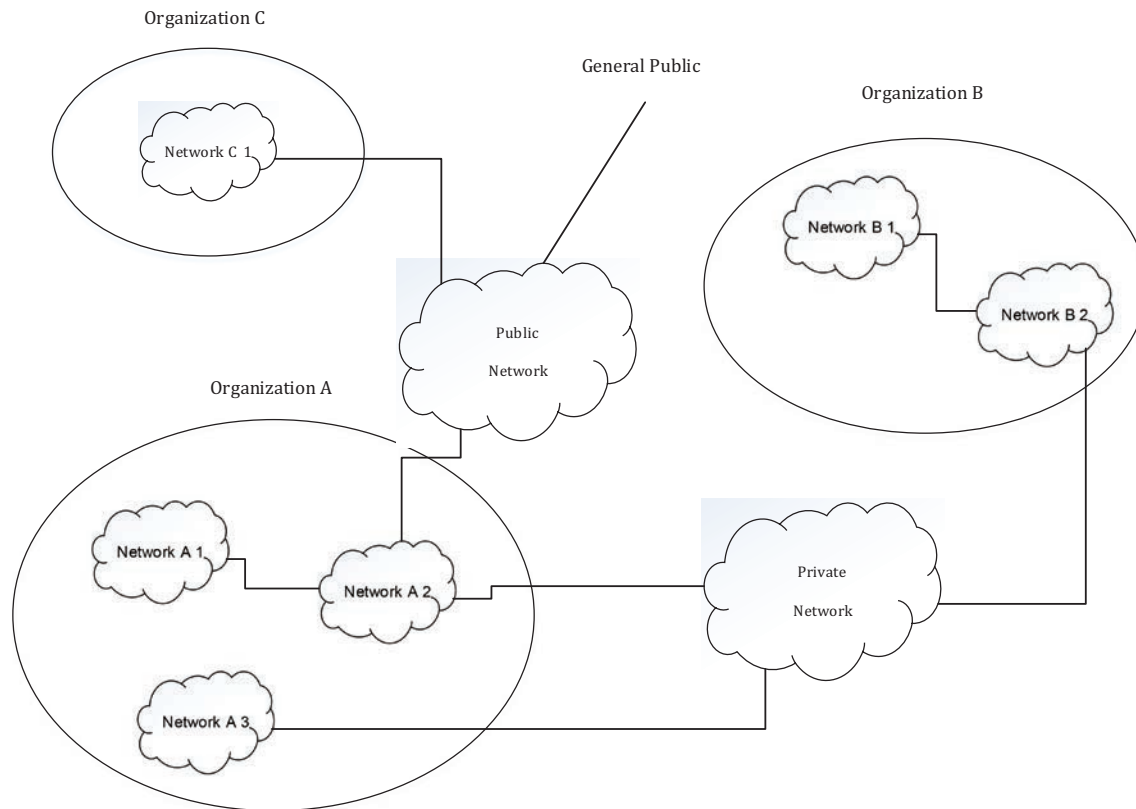 Organization C
General Public
Organization B
Network C 1
Network B 1
Network B 2
Public
Network
Organization A
Network A 1
Network A 2
Private
Network
Network A 3